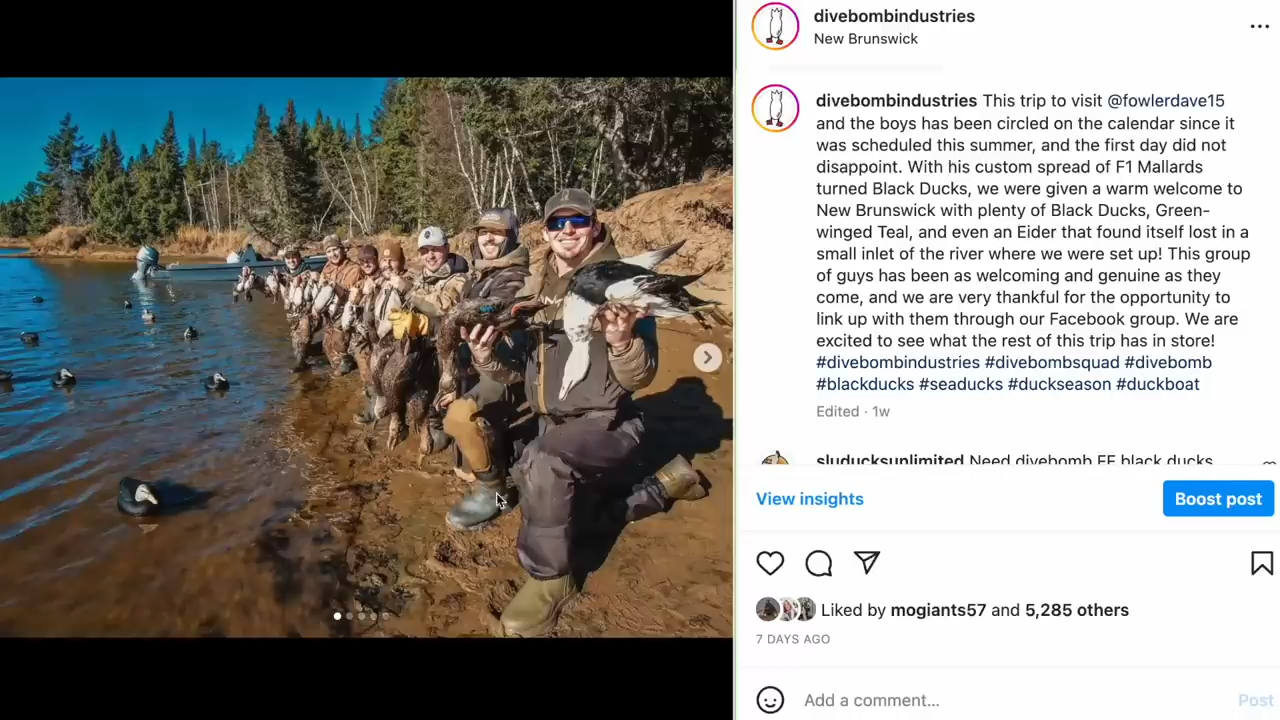 divebombindustries
New Brunswick
divebombindustries This trip to visit @fowlerdave15
and the boys has been circled on the calendar since it
was scheduled this summer, and the first day did not
disappoint. With his custom spread of F1 Mallards
turned Black Ducks, we were given a warm welcome to
New Brunswick with plenty of Black Ducks, Green-
winged Teal, and even an Eider that found itself lost in a
small inlet of the river where we were set up! This group
of guys has been as welcoming and genuine as they
come, and we are very thankful for the opportunity to
link up with them through our Facebook group. We are
excited to see what the rest of this trip has in store!
#divebombindustries #divebombsquad #divebomb
#blackducks #seaducks #duckseason #duckboat
Edited · 1w
sluducksunlimited Need divebomb FF black ducks
View insights
Boost post
Liked by mogiants57 and 5,285 others
7 DAYS AGO
Add a comment...
Post